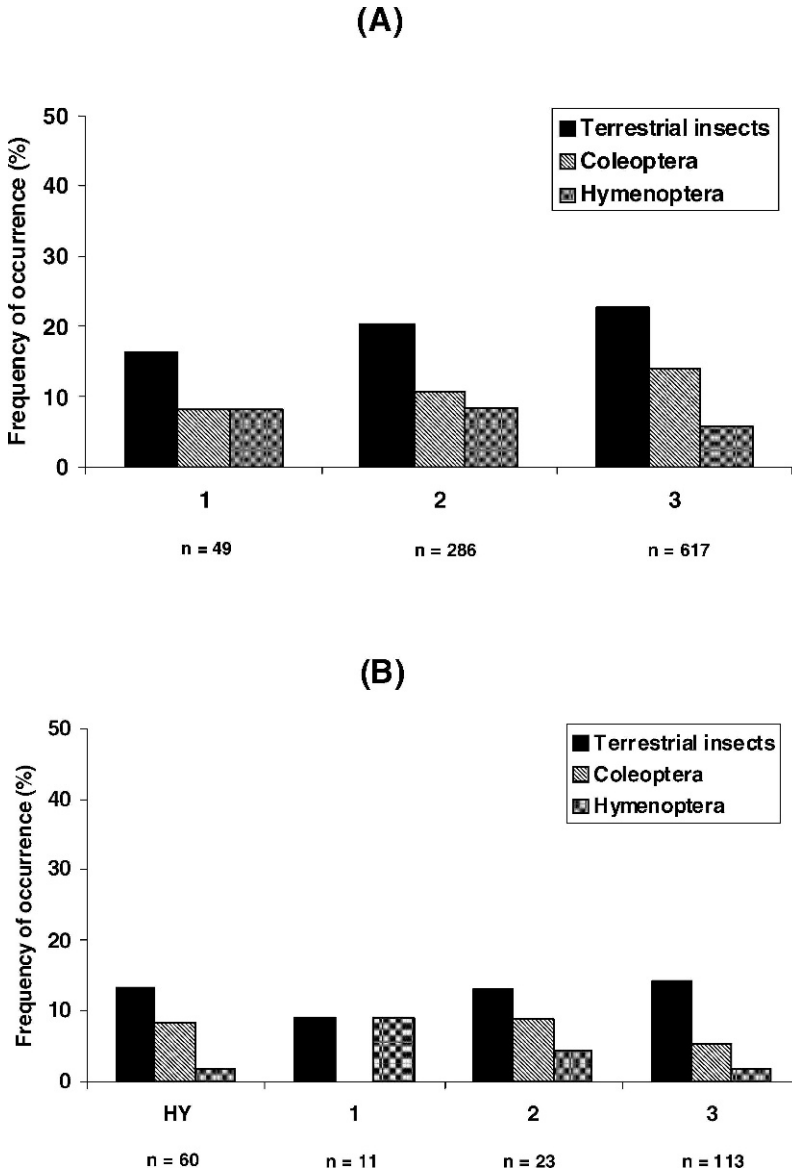 (A)
Frequency of occurrence (%)
50
40
30
20
10
0
Terrestrial insects
Coleoptera
Hymenoptera
1 2 3
n = 49 n = 286 n = 617
(B)
Frequency of occurrence (%)
50
40
30
20
10
0
Terrestrial insects
Coleoptera
Hymenoptera
HY 1 2 3
n = 60 n = 11 n = 23 n = 113